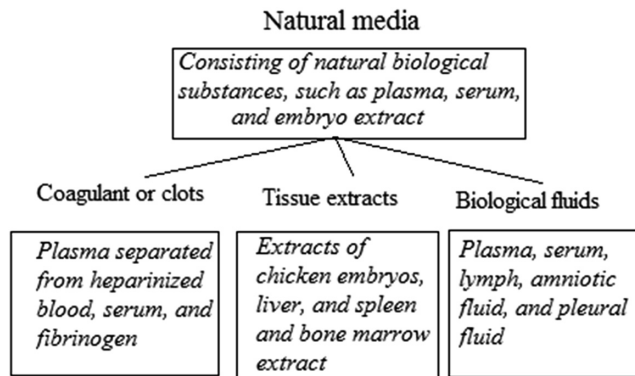 Natural media
Consisting of natural biological
substances, such as plasma, serum,
and embryo extract
Coagulant or clots
Plasma separated
from heparinized
blood, serum, and
fibrinogen
Tissue extracts
Extracts of
chicken embryos,
liver, and spleen
and bone marrow
extract
Biological fluids
Plasma, serum,
lymph, amniotic
fluid, and pleural
fluid